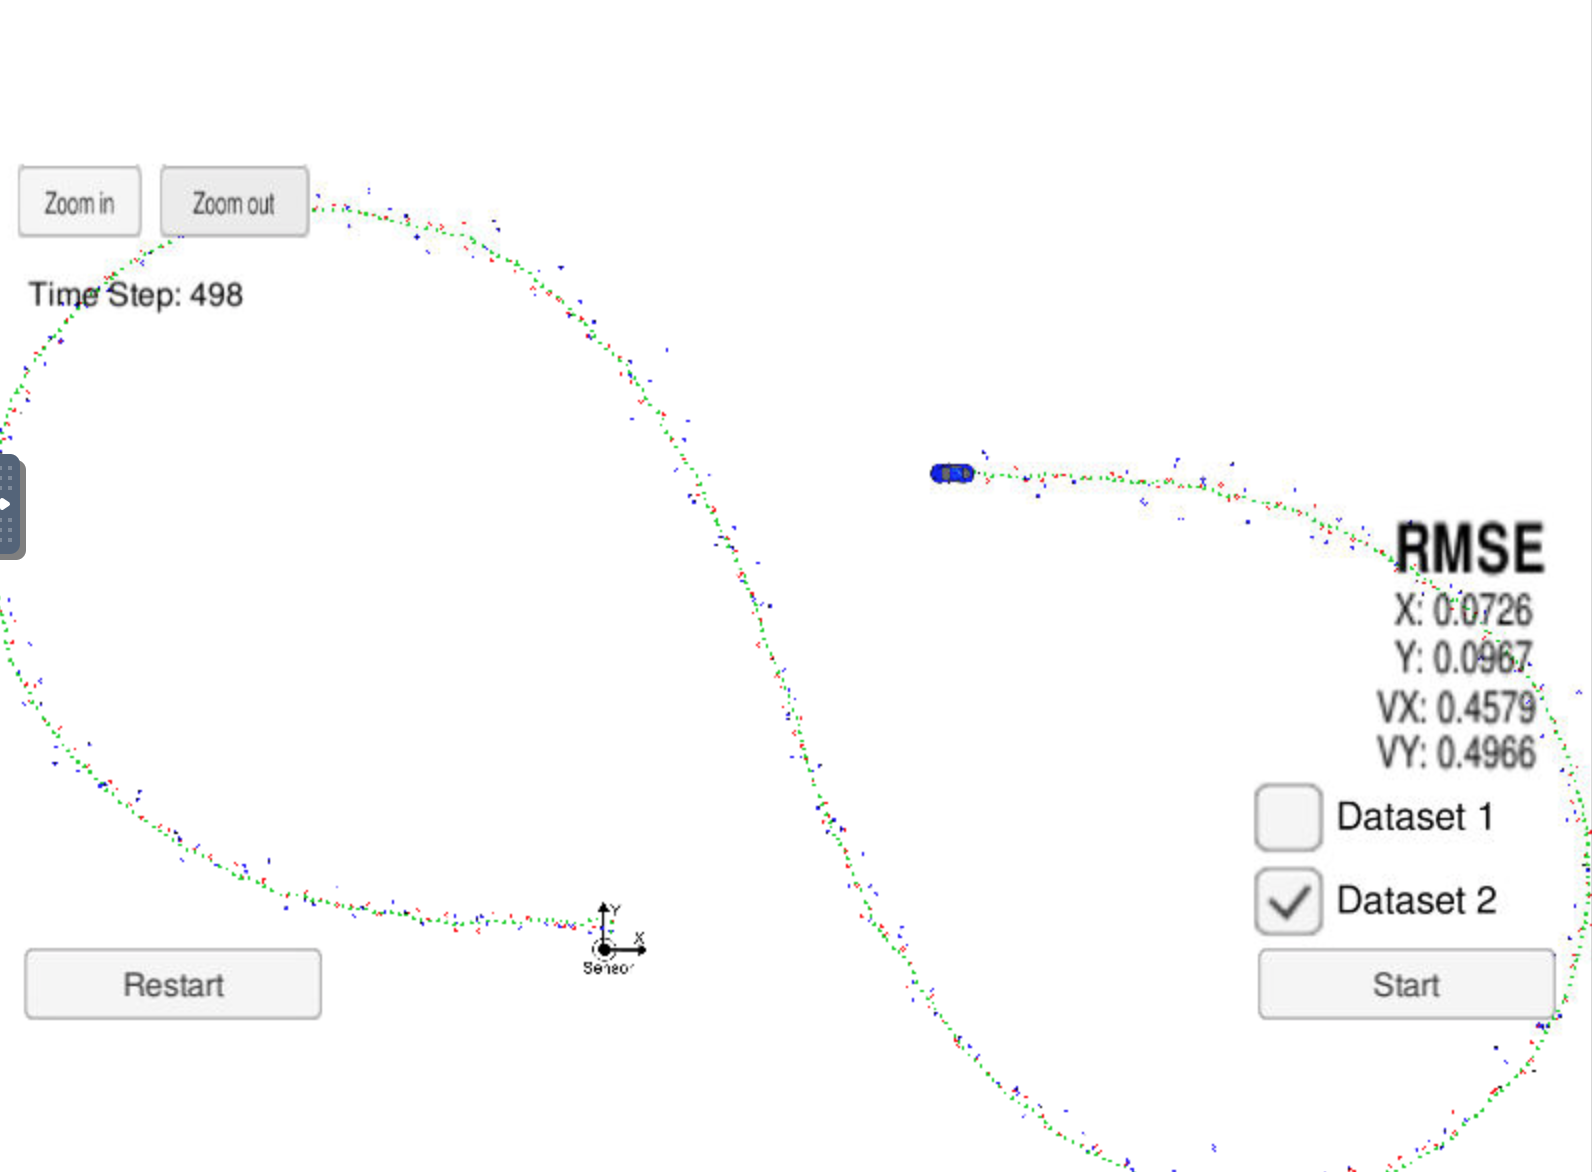 Zoom in
Zoom out
Time Step: 498
RMSE
X: 0.0726
Y: 0.0967
VX: 0.4579
VY: 0.4966
Dataset 1
Dataset 2
Y
X
Sensor
Restart
Start